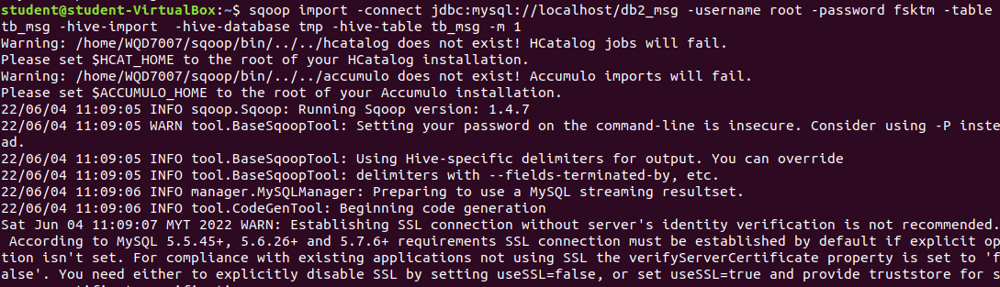 student@student-VirtualBox:~$ sqoop import -connect jdbc:mysql://localhost/db2_msg -username root -password fsktm -table
tb_msg -hive-import  -hive-database tmp -hive-table tb_msg -m 1
Warning: /home/WQD7007/sqoop/bin/../../hcatalog does not exist! HCatalog jobs will fail.
Please set $HCAT_HOME to the root of your HCatalog installation.
Warning: /home/WQD7007/sqoop/bin/../../accumulo does not exist! Accumulo imports will fail.
Please set $ACCUMULO_HOME to the root of your Accumulo installation.
22/06/04 11:09:05 INFO sqoop.Sqoop: Running Sqoop version: 1.4.7
22/06/04 11:09:05 WARN tool.BaseSqoopTool: Setting your password on the command-line is insecure. Consider using -P inste
ad.
22/06/04 11:09:05 INFO tool.BaseSqoopTool: Using Hive-specific delimiters for output. You can override
22/06/04 11:09:05 INFO tool.BaseSqoopTool: delimiters with --fields-terminated-by, etc.
22/06/04 11:09:06 INFO manager.MySQLManager: Preparing to use a MySQL streaming resultset.
22/06/04 11:09:06 INFO tool.CodeGenTool: Beginning code generation
Sat Jun 04 11:09:07 MYT 2022 WARN: Establishing SSL connection without server's identity verification is not recommended.
 According to MySQL 5.5.45+, 5.6.26+ and 5.7.6+ requirements SSL connection must be established by default if explicit op
tion isn't set. For compliance with existing applications not using SSL the verifyServerCertificate property is set to 'f
alse'. You need either to explicitly disable SSL by setting useSSL=false, or set useSSL=true and provide truststore for s